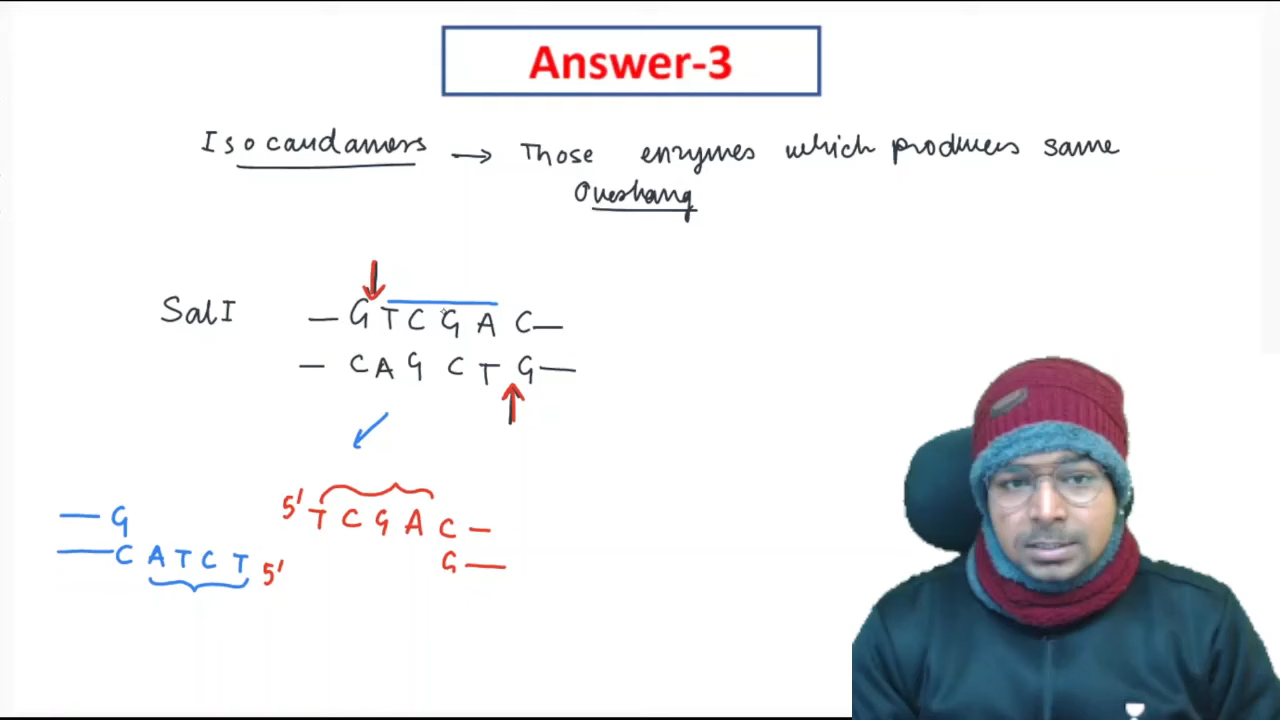 Answer-3
Isocaudamers → Those enzymes which produces same
Overhang
SalI
— G T C G A C —
— C A G C T G —
5' T C G A C —
G —
— G
— C A T C T 5'